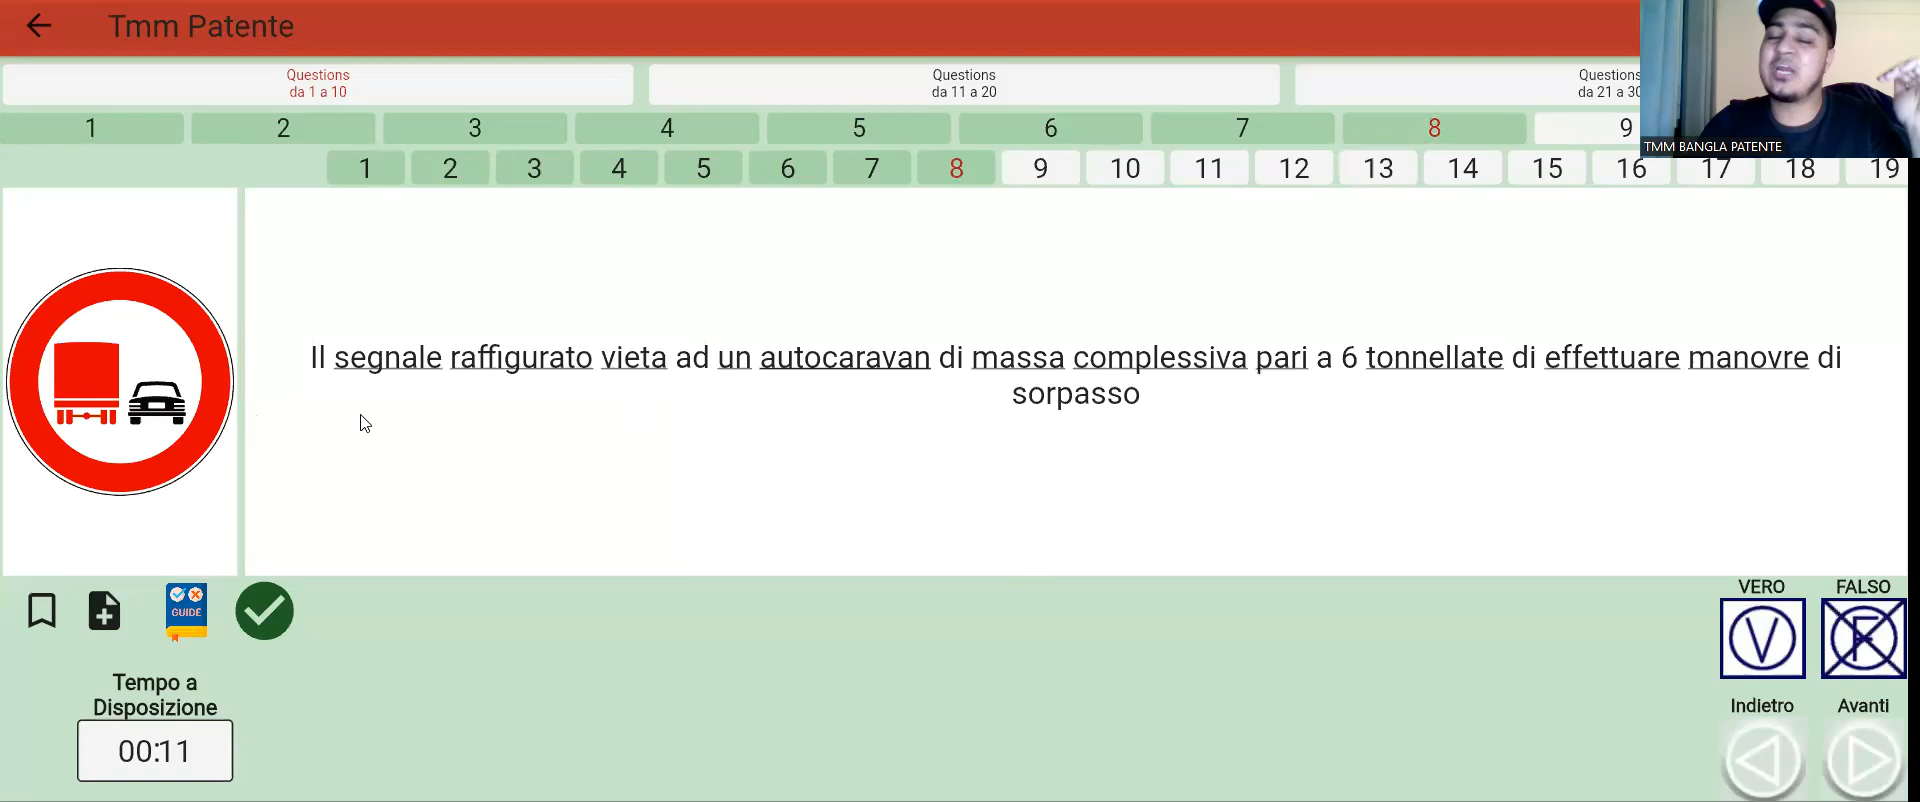 Tmm Patente
Questions
da 1 a 10
Questions
da 11 a 20
Questions
da 21 a 30
1 2 3 4 5 6 7 8 9
TMM BANGLA PATENTE
1 2 3 4 5 6 7 8 9 10 11 12 13 14 15 16 17 18 19
Il segnale raffigurato vieta ad un autocaravan di massa complessiva pari a 6 tonnellate di effettuare manovre di
sorpasso
GUIDE
VERO FALSO
V F
Tempo a
Disposizione
00:11
Indietro Avanti